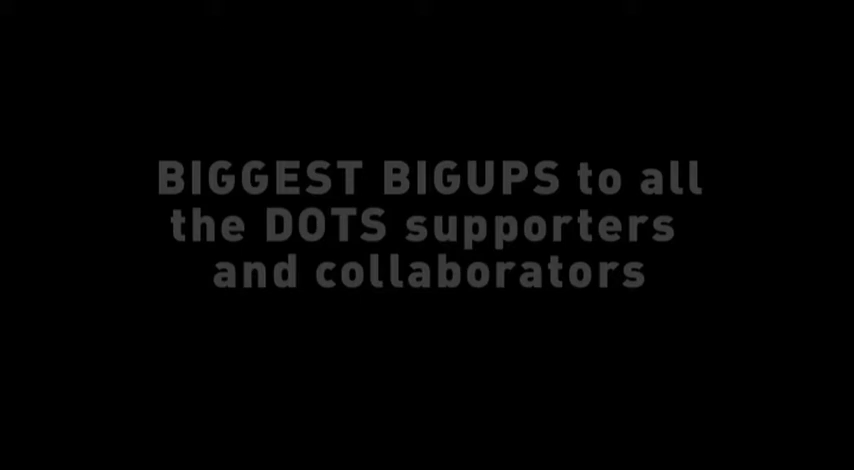 BIGGEST BIGUPS to all
the DOTS supporters
and collaborators